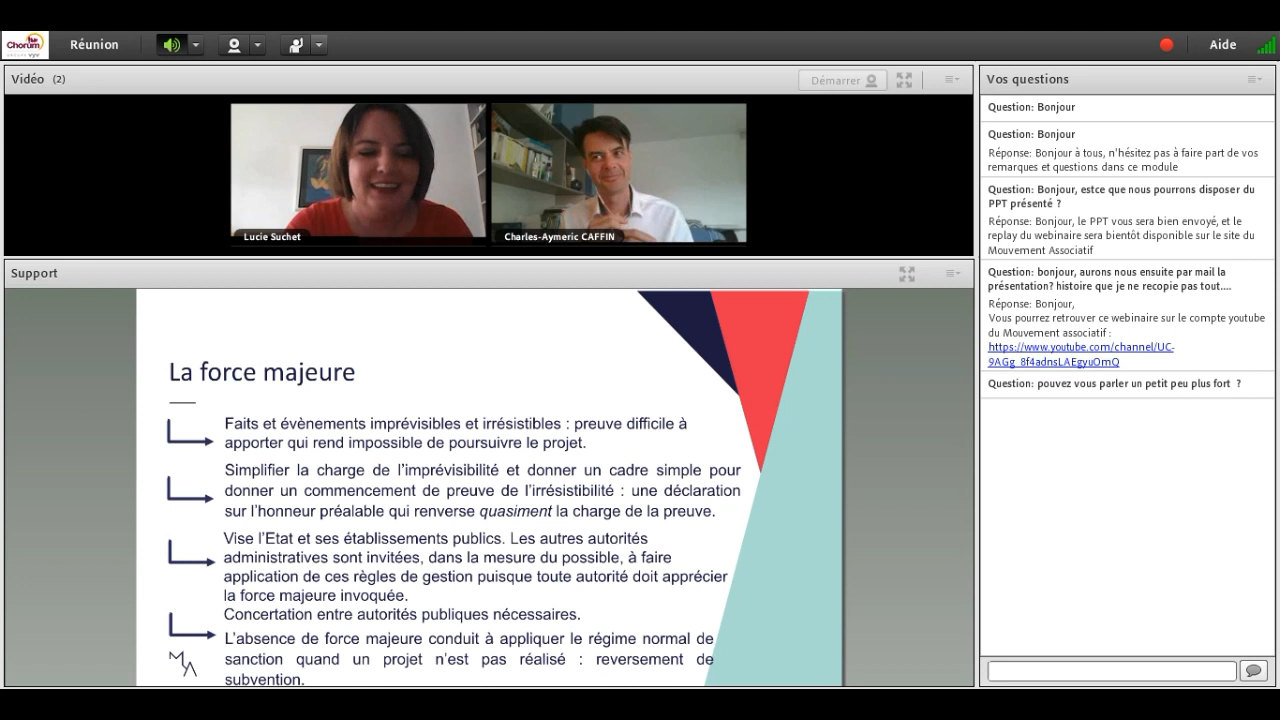 Chorum
GROUPE vyv
Réunion
Aide
Vidéo (2)
Démarrer
Lucie Suchet
Charles-Aymeric CAFFIN
Support
La force majeure
Faits et évènements imprévisibles et irrésistibles : preuve difficile à
apporter qui rend impossible de poursuivre le projet.
Simplifier la charge de l'imprévisibilité et donner un cadre simple pour
donner un commencement de preuve de l'irrésistibilité : une déclaration
sur l'honneur préalable qui renverse quasiment la charge de la preuve.
Vise l'Etat et ses établissements publics. Les autres autorités
administratives sont invitées, dans la mesure du possible, à faire
application de ces règles de gestion puisque toute autorité doit apprécier
la force majeure invoquée.
Concertation entre autorités publiques nécessaires.
L'absence de force majeure conduit à appliquer le régime normal de
sanction quand un projet n'est pas réalisé : reversement de
subvention.
MA
Vos questions
Question: Bonjour
Question: Bonjour
Réponse: Bonjour à tous, n'hésitez pas à faire part de vos
remarques et questions dans ce module
Question: Bonjour, estce que nous pourrons disposer du
PPT présenté ?
Réponse: Bonjour, le PPT vous sera bien envoyé, et le
replay du webinaire sera bientôt disponible sur le site du
Mouvement Associatif
Question: bonjour, aurons nous ensuite par mail la
présentation? histoire que je ne recopie pas tout....
Réponse: Bonjour,
Vous pourrez retrouver ce webinaire sur le compte youtube
du Mouvement associatif :
https://www.youtube.com/channel/UC-
9AGg_8f4adnsLAEgyuOmQ
Question: pouvez vous parler un petit peu plus fort ?